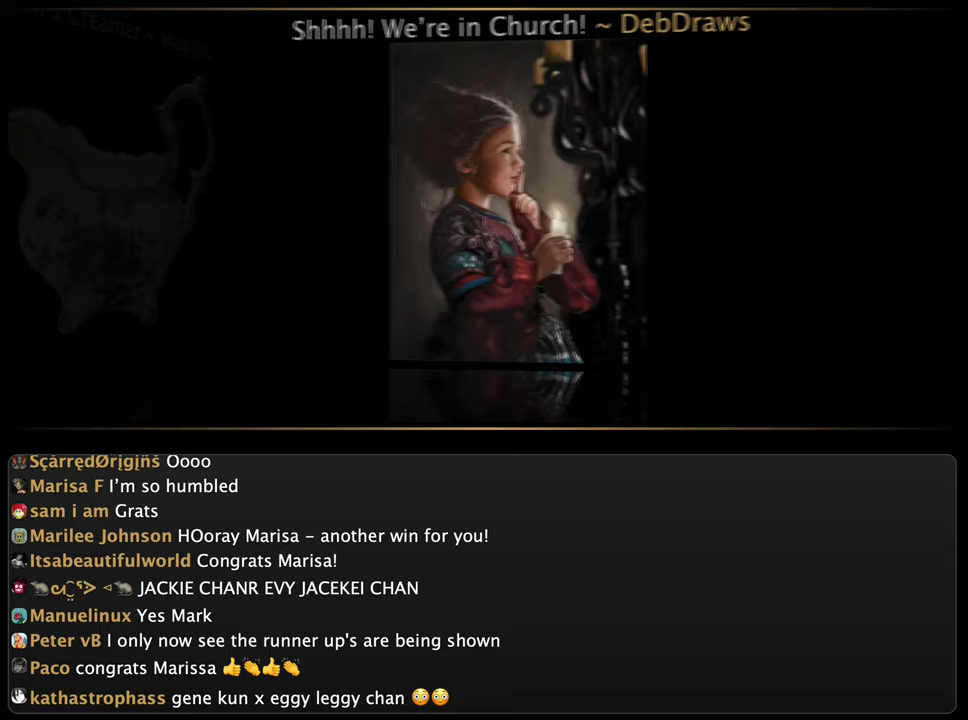 Shhhh! We're in Church! ~ DebDraws
SçárrędØrįgįñš Oooo
Marisa F I'm so humbled
sam i am Grats
Marilee Johnson HOoray Marisa – another win for you!
Itsabeautifulworld Congrats Marisa!
JACKIE CHANR EVY JACEKEI CHAN
Manuelinux Yes Mark
Peter vB I only now see the runner up's are being shown
Paco congrats Marissa 👍👏👍👏
kathastrophass gene kun x eggy leggy chan 😳😳